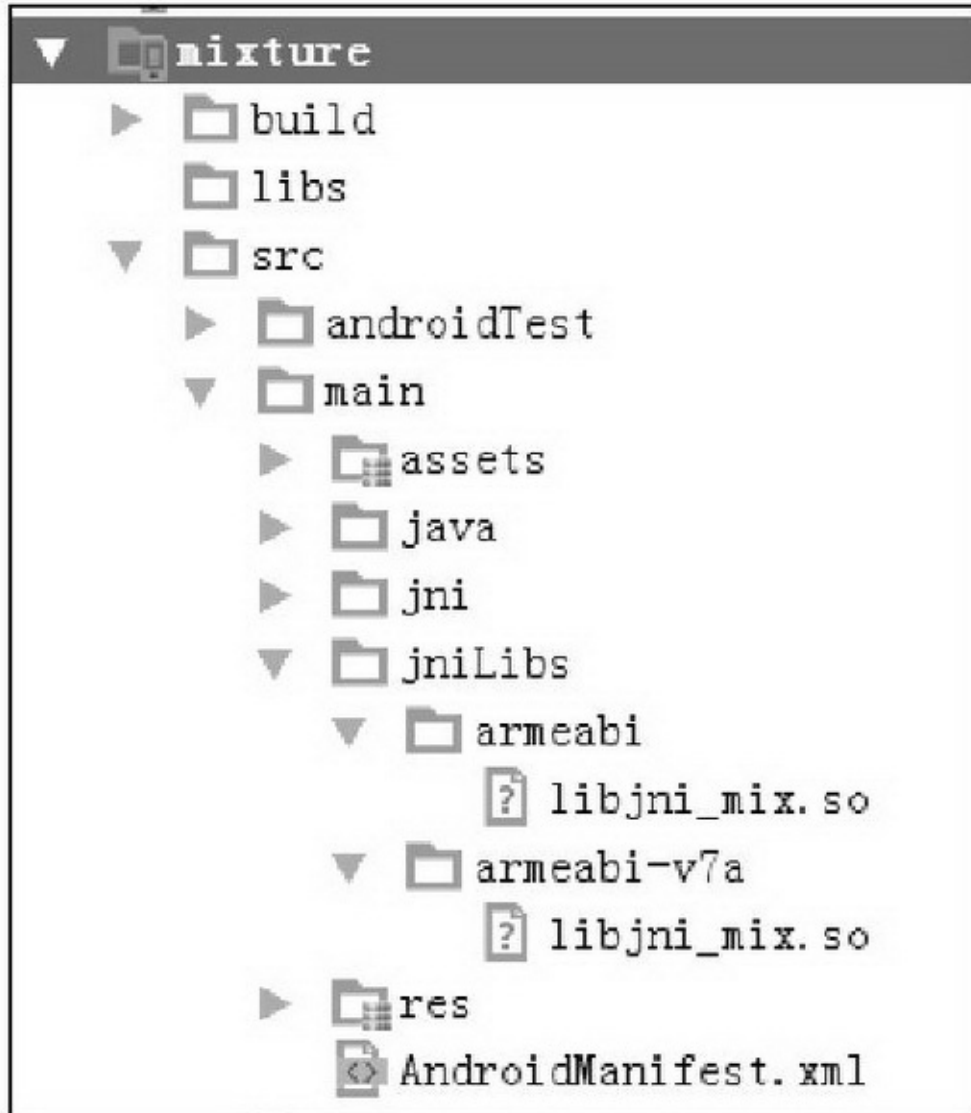 mixture
build
libs
src
androidTest
main
assets
java
jni
jniLibs
armeabi
libjni_mix.so
armeabi-v7a
libjni_mix.so
res
AndroidManifest.xml